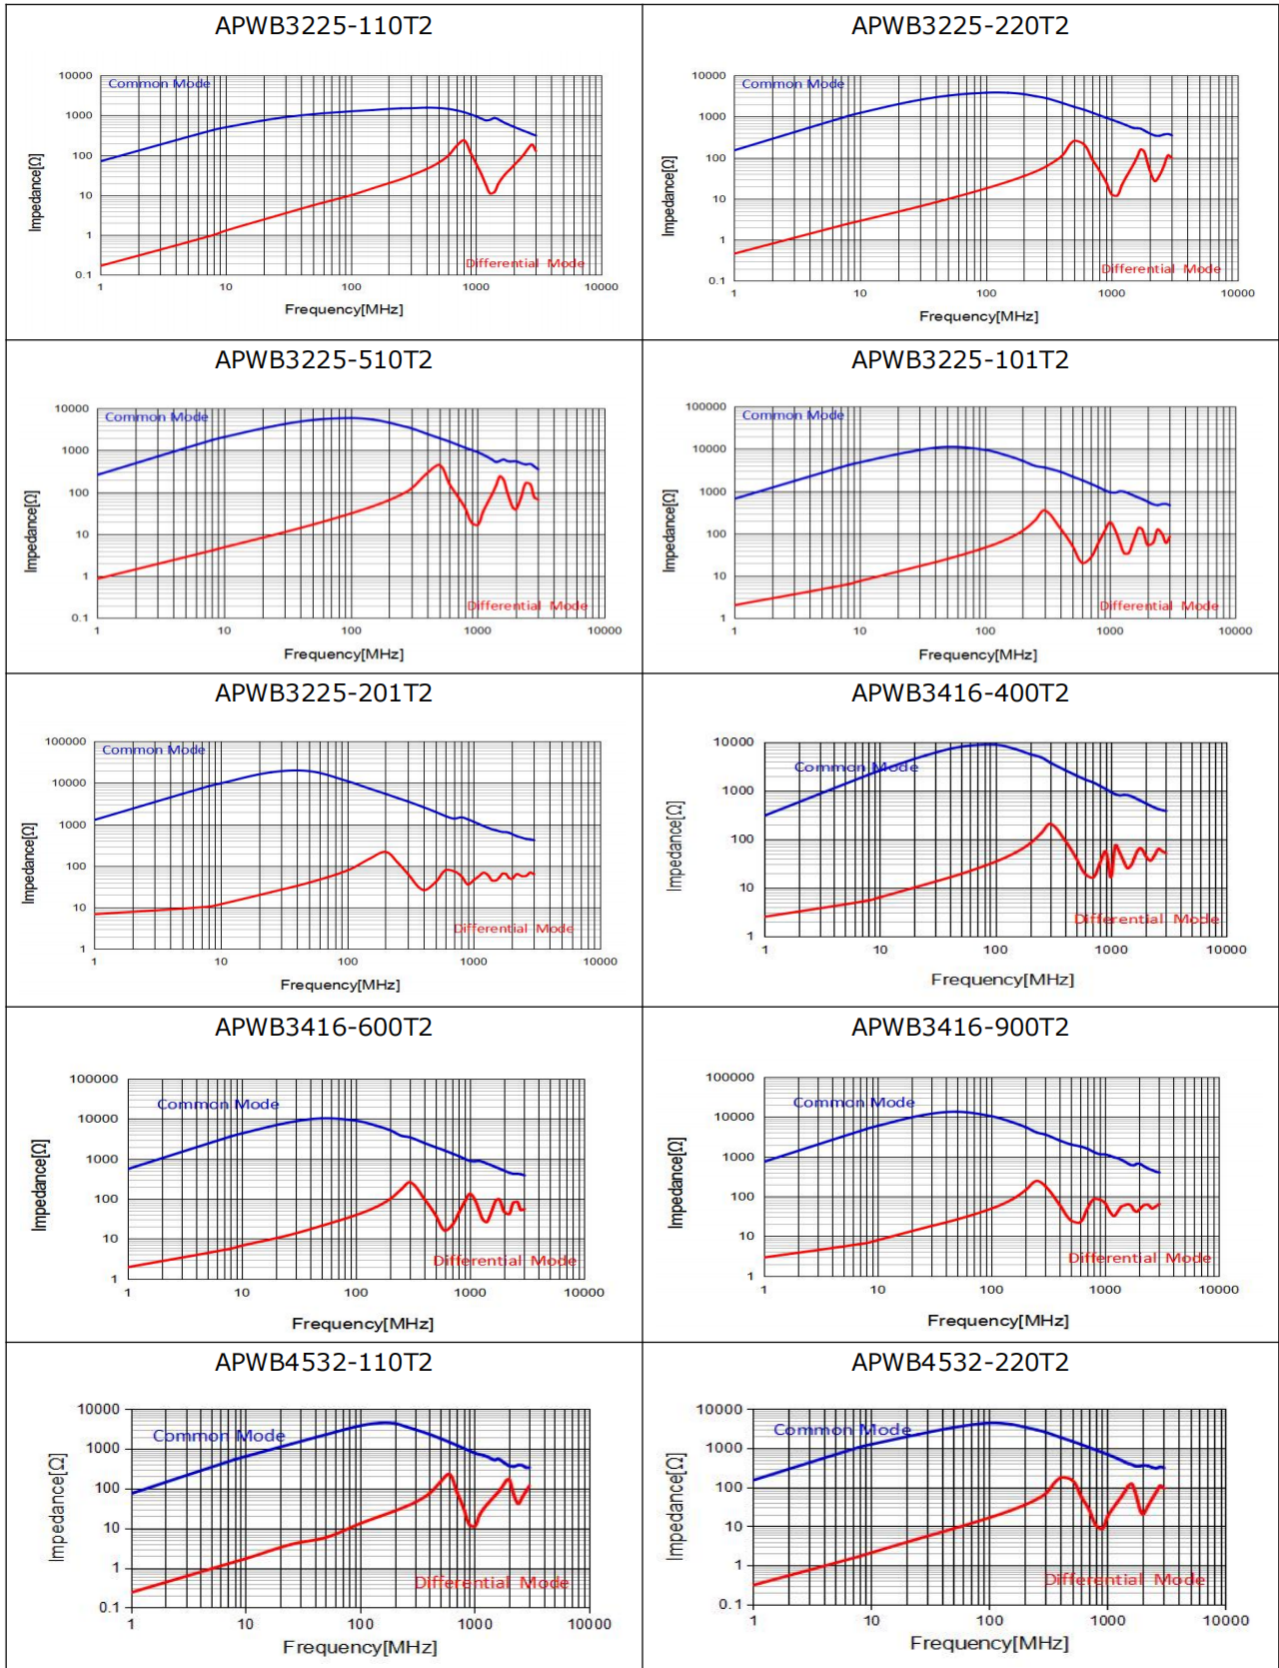 APWB3225-110T2
10000
Common Mode
1000
100
10
1
0.1
Impedance[Ω]
Differential Mode
1 10 100 1000 10000
Frequency[MHz]
APWB3225-220T2
10000
Common Mode
1000
100
10
1
0.1
Impedance[Ω]
Differential Mode
1 10 100 1000 10000
Frequency[MHz]
APWB3225-510T2
10000
Common Mode
1000
100
10
1
0.1
Impedance[Ω]
Differential Mode
1 10 100 1000 10000
Frequency[MHz]
APWB3225-101T2
100000
Common Mode
10000
1000
100
10
1
Impedance[Ω]
Differential Mode
1 10 100 1000 10000
Frequency[MHz]
APWB3225-201T2
100000
Common Mode
10000
1000
100
10
1
Impedance[Ω]
Differential Mode
1 10 100 1000 10000
Frequency[MHz]
APWB3416-400T2
10000
Common Mode
1000
100
10
1
Impedance[Ω]
Differential Mode
1 10 100 1000 10000
Frequency[MHz]
APWB3416-600T2
100000
Common Mode
10000
1000
100
10
1
Impedance[Ω]
Differential Mode
1 10 100 1000 10000
Frequency[MHz]
APWB3416-900T2
100000
Common Mode
10000
1000
100
10
1
Impedance[Ω]
Differential Mode
1 10 100 1000 10000
Frequency[MHz]
APWB4532-110T2
10000
Common Mode
1000
100
10
1
0.1
Impedance[Ω]
Differential Mode
1 10 100 1000 10000
Frequency[MHz]
APWB4532-220T2
10000
Common Mode
1000
100
10
1
0.1
Impedance[Ω]
Differential Mode
1 10 100 1000 10000
Frequency[MHz]